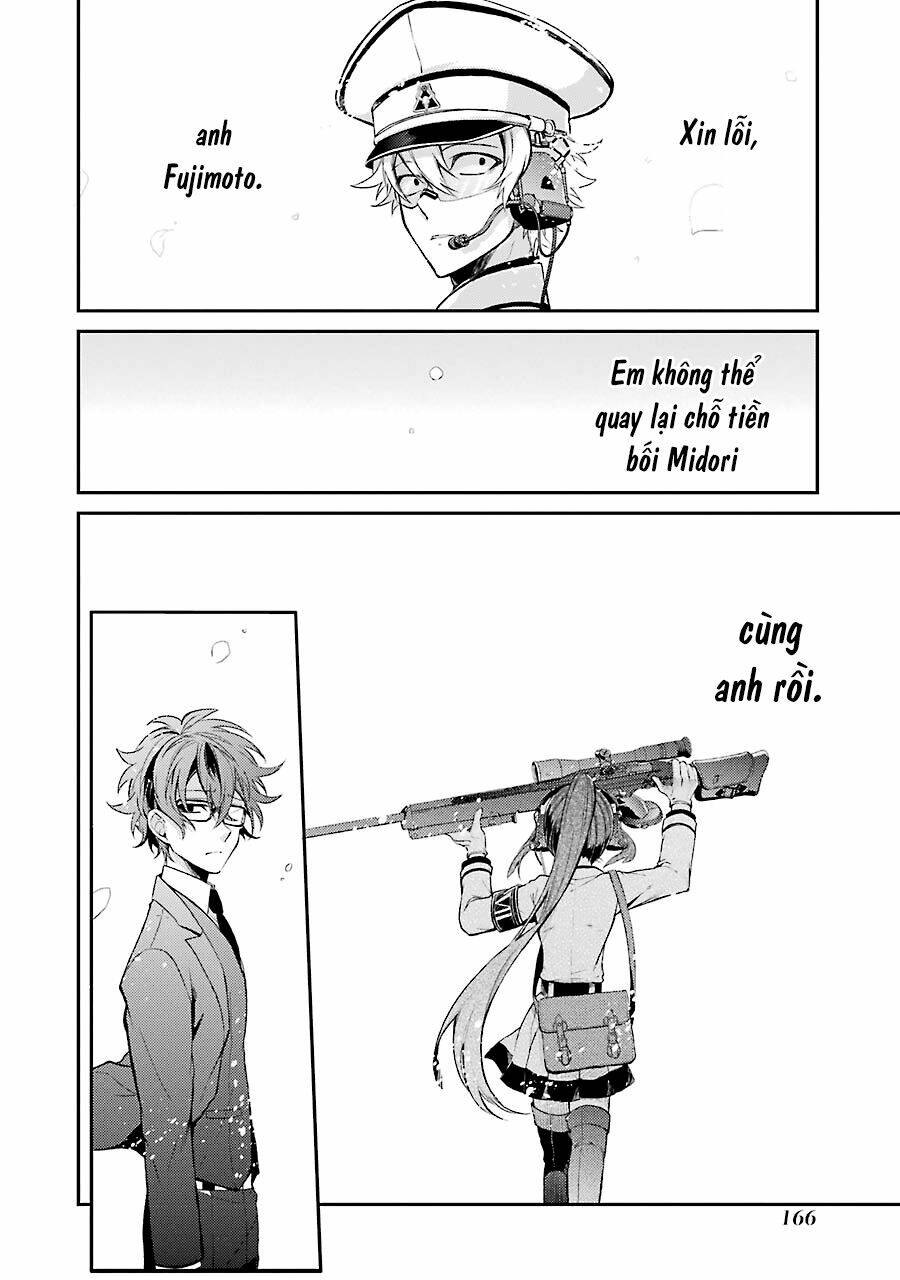 Xin lỗi,
anh
Fujimoto.
Em không thể
quay lại chỗ tiền
bối Midori
cùng
anh rồi.
166